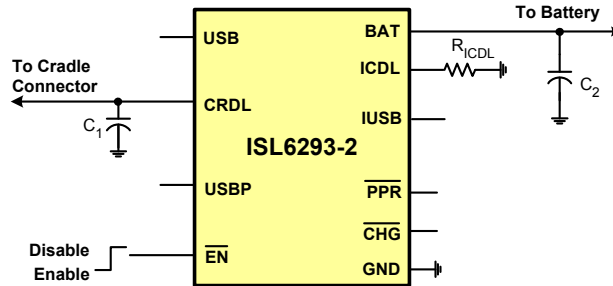 To Battery
USB
BAT
To Cradle
Connector
ICDL
R_ICDL
C_1
CRDL
C_2
IUSB
ISL6293-2
USBP
PPR
CHG
Disable
Enable
EN
GND